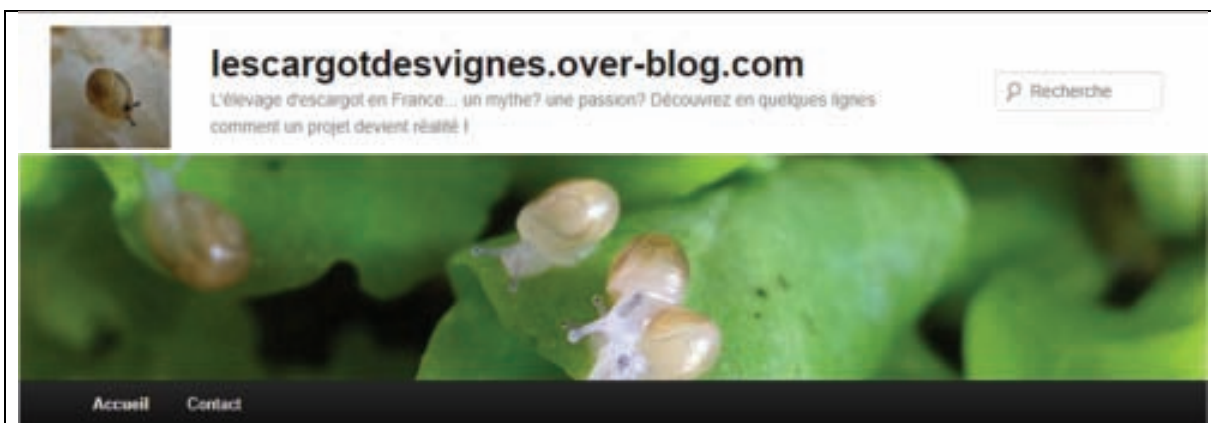 lescargotdesvignes.over-blog.com
L'élevage d'escargot en France... un mythe? une passion? Découvrez en quelques lignes
comment un projet devient réalité !
Recherche
Accueil Contact